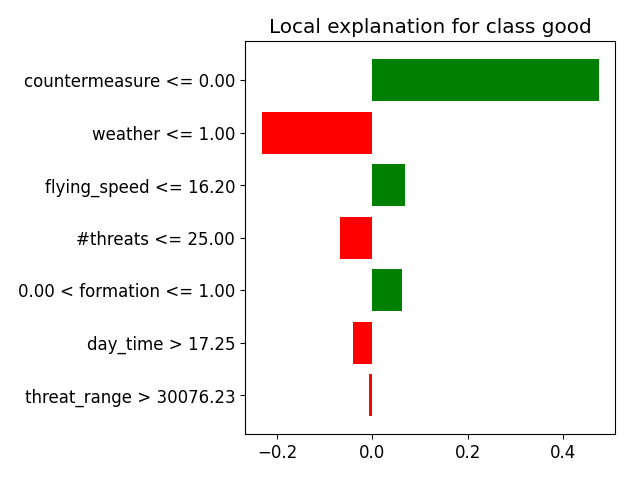 Local explanation for class good
countermeasure <= 0.00
weather <= 1.00
flying_speed <= 16.20
#threats <= 25.00
0.00 < formation <= 1.00
day_time > 17.25
threat_range > 30076.23
−0.2 0.0 0.2 0.4